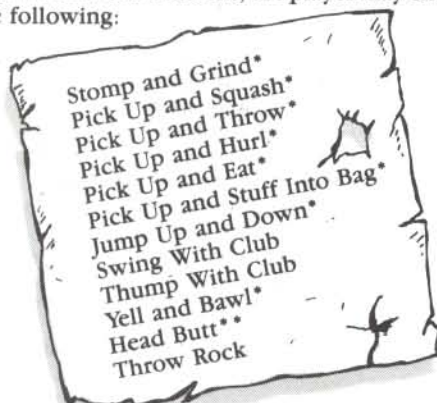 following:
Stomp and Grind*
Pick Up and Squash*
Pick Up and Throw*
Pick Up and Hurl*
Pick Up and Eat*
Pick Up and Stuff Into Bag*
Jump Up and Down*
Swing With Club
Thump With Club
Yell and Bawl*
Head Butt**
Throw Rock